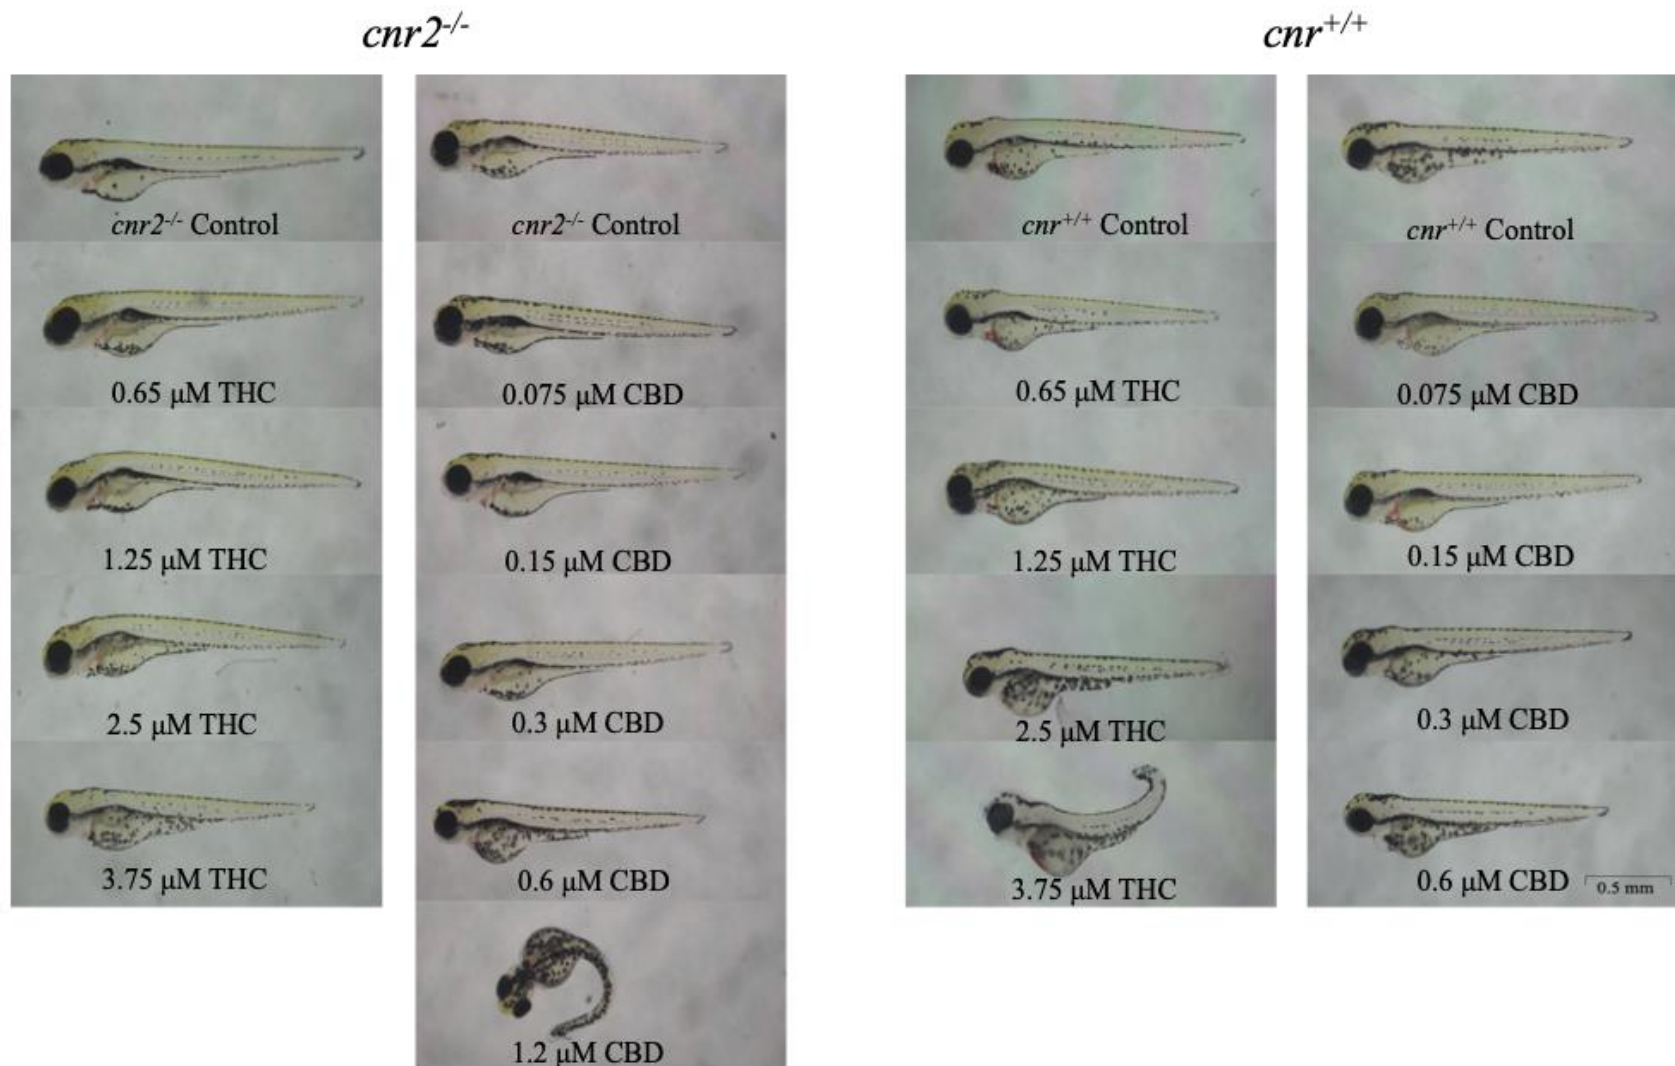 cnr2-/-
cnr+/+
cnr2-/- Control
0.65 μM THC
1.25 μM THC
2.5 μM THC
3.75 μM THC
cnr2-/- Control
0.075 μM CBD
0.15 μM CBD
0.3 μM CBD
0.6 μM CBD
1.2 μM CBD
cnr+/+ Control
0.65 μM THC
1.25 μM THC
2.5 μM THC
3.75 μM THC
cnr+/+ Control
0.075 μM CBD
0.15 μM CBD
0.3 μM CBD
0.6 μM CBD
0.5 mm